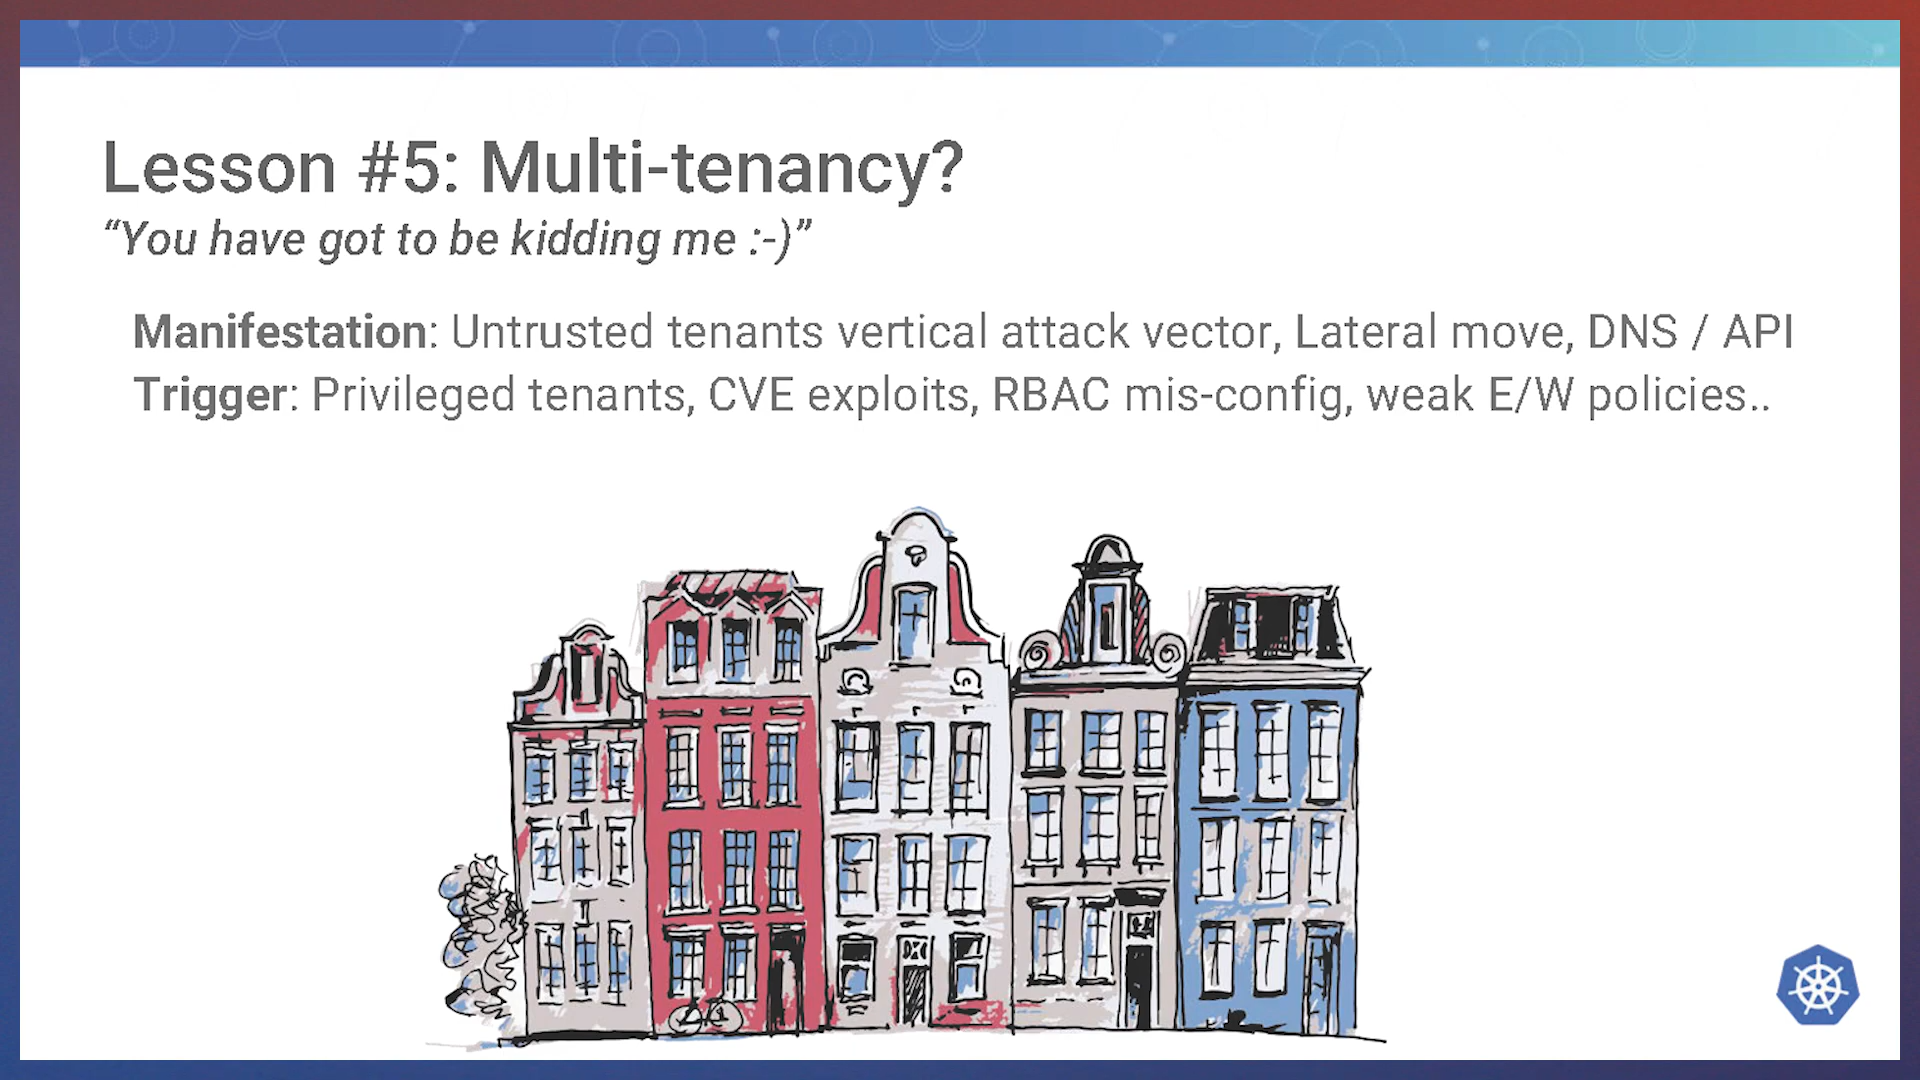 Lesson #5: Multi-tenancy?
“You have got to be kidding me :-)”
Manifestation: Untrusted tenants vertical attack vector, Lateral move, DNS / API
Trigger: Privileged tenants, CVE exploits, RBAC mis-config, weak E/W policies..